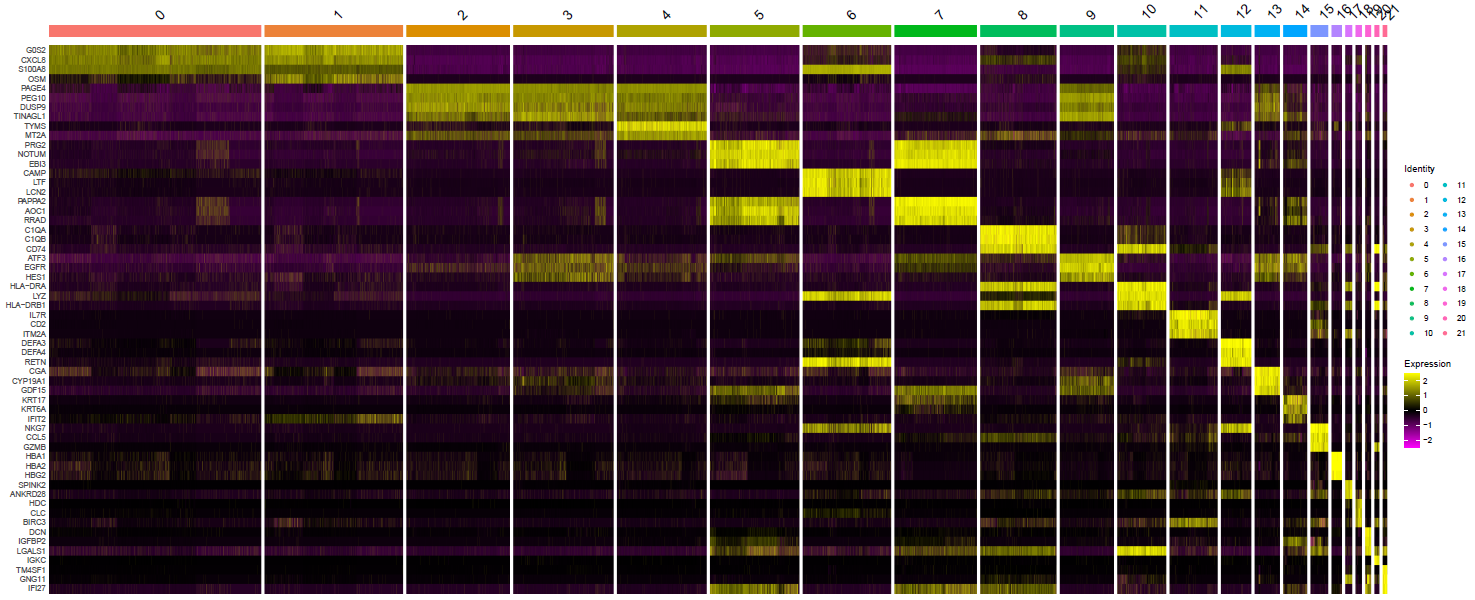 0 1 2 3 4 5 6 7 8 9 10 11 12 13 14 15 16 17 18 19 20 21
G0S2
CXCL8
S100A8
OSM
PAGE4
PEG10
DUSP9
TINAGL1
TYMS
MT2A
PRG2
NOTUM
EBI3
CAMP
LTF
LCN2
PAPPA2
AOC1
RRAD
C1QA
C1QB
CD74
ATF3
EGFR
HES1
HLA-DRA
LYZ
HLA-DRB1
IL7R
CD2
ITM2A
DEFA3
DEFA4
RETN
CGA
CYP19A1
GDF15
KRT17
KRT6A
IFIT2
NKG7
CCL5
GZMB
HBA1
HBA2
HBG2
SPINK2
ANKRD28
HDC
CLC
BIRC3
DCN
IGFBP2
LGALS1
IGKC
TM4SF1
GNG11
IFI27
Identity
0 11
1 12
2 13
3 14
4 15
5 16
6 17
7 18
8 19
9 20
10 21
Expression
2
1
0
−1
−2